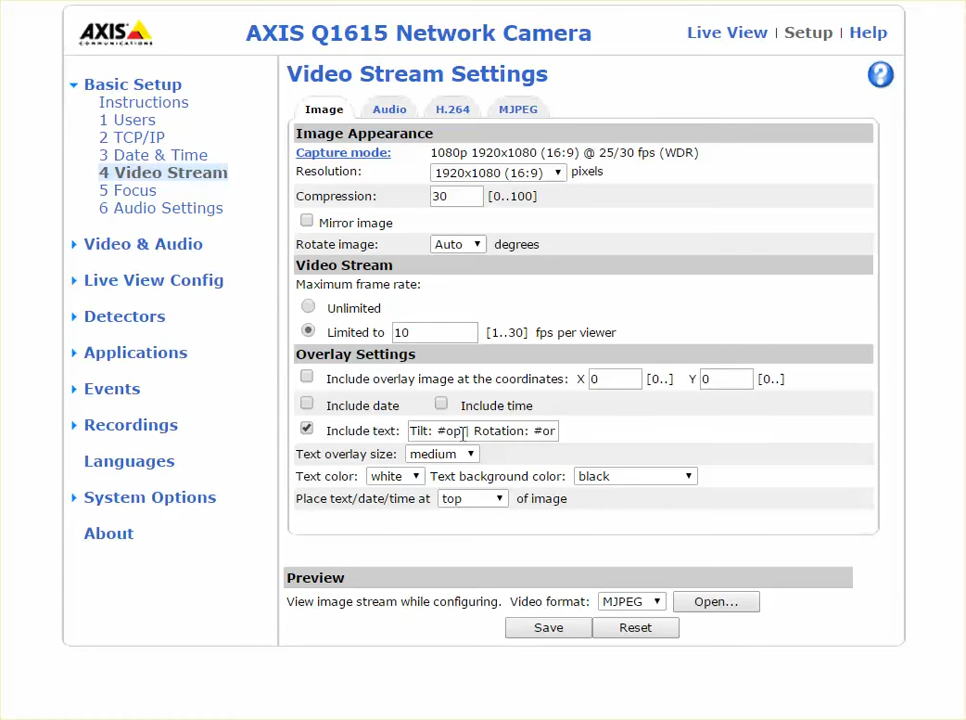 AXIS
COMMUNICATIONS
AXIS Q1615 Network Camera
Live View | Setup | Help
Basic Setup
Instructions
1 Users
2 TCP/IP
3 Date & Time
4 Video Stream
5 Focus
6 Audio Settings
Video & Audio
Live View Config
Detectors
Applications
Events
Recordings
Languages
System Options
About
Video Stream Settings
?
Image Audio H.264 MJPEG
Image Appearance
Capture mode: 1080p 1920x1080 (16:9) @ 25/30 fps (WDR)
Resolution: 1920x1080 (16:9) pixels
Compression: 30 [0..100]
Mirror image
Rotate image: Auto degrees
Video Stream
Maximum frame rate:
Unlimited
Limited to 10 [1..30] fps per viewer
Overlay Settings
Include overlay image at the coordinates: X 0 [0..] Y 0 [0..]
Include date Include time
Include text: Tilt: #op| Rotation: #or
Text overlay size: medium
Text color: white Text background color: black
Place text/date/time at top of image
Preview
View image stream while configuring. Video format: MJPEG Open...
Save Reset